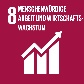 8 MENSCHENWÜRDIGE
ARBEIT UND WIRTSCHAFTS-
WACHSTUM